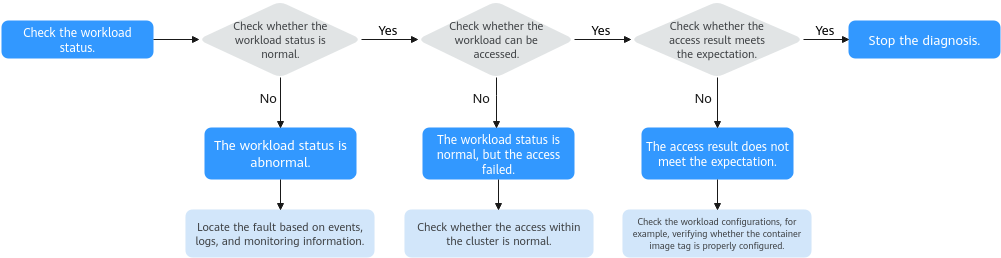 Check the workload
status.
Check whether the
workload status is
normal.
Yes
Check whether the
workload can be
accessed.
Yes
Check whether the
access result meets
the expectation.
Yes
Stop the diagnosis.
No
No
No
The workload status is
abnormal.
The workload status is
normal, but the access
failed.
The access result does not
meet the expectation.
Locate the fault based on events,
logs, and monitoring information.
Check whether the access within
the cluster is normal.
Check the workload configurations, for
example, verifying whether the container
image tag is properly configured.